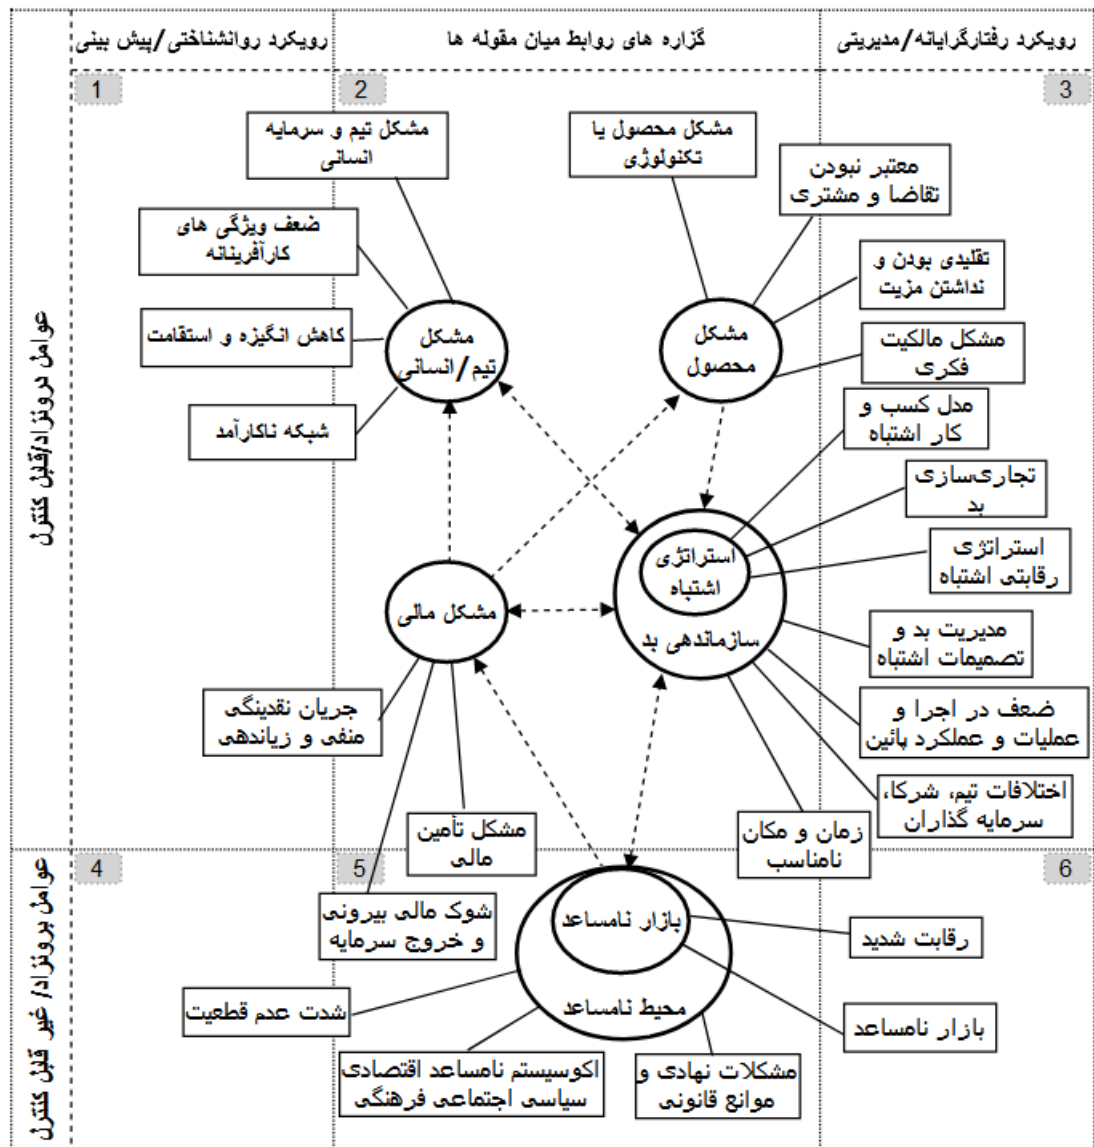 رویکرد رفتارگرایانه/مدیریتی
گزاره های روابط میان مقوله ها
رویکرد روانشناختی/پیش بینی
3
2
1
عوامل درونزاد/قابل کنترل
مشکل تیم و سرمایه
انسانی
مشکل محصول یا
تکنولوژی
معتبر نبودن
تقاضا و مشتری
ضعف ویژگی های
کارآفرینانه
تقلیدی بودن و
نداشتن مزیت
کاهش انگیزه و استقامت
مشکل
تیم/انسانی
مشکل
محصول
مشکل مالکیت
فکری
شبکه ناکارآمد
مدل کسب و
کار اشتباه
تجاری‌سازی
بد
استراتژی
اشتباه
استراتژی
رقابتی اشتباه
مشکل مالی
سازماندهی بد
مدیریت بد و
تصمیمات اشتباه
جریان نقدینگی
منفی و زیاندهی
ضعف در اجرا و
عملیات و عملکرد پائین
اختلافات تیم، شرکا،
سرمایه گذاران
مشکل تأمین
مالی
زمان و مکان
نامناسب
6
5
4
عوامل برونزاد/ غیر قابل کنترل
شوک مالی بیرونی
و خروج سرمایه
بازار نامساعد
رقابت شدید
محیط نامساعد
شدت عدم قطعیت
بازار نامساعد
اکوسیستم نامساعد اقتصادی
سیاسی اجتماعی فرهنگی
مشکلات نهادی و
موانع قانونی